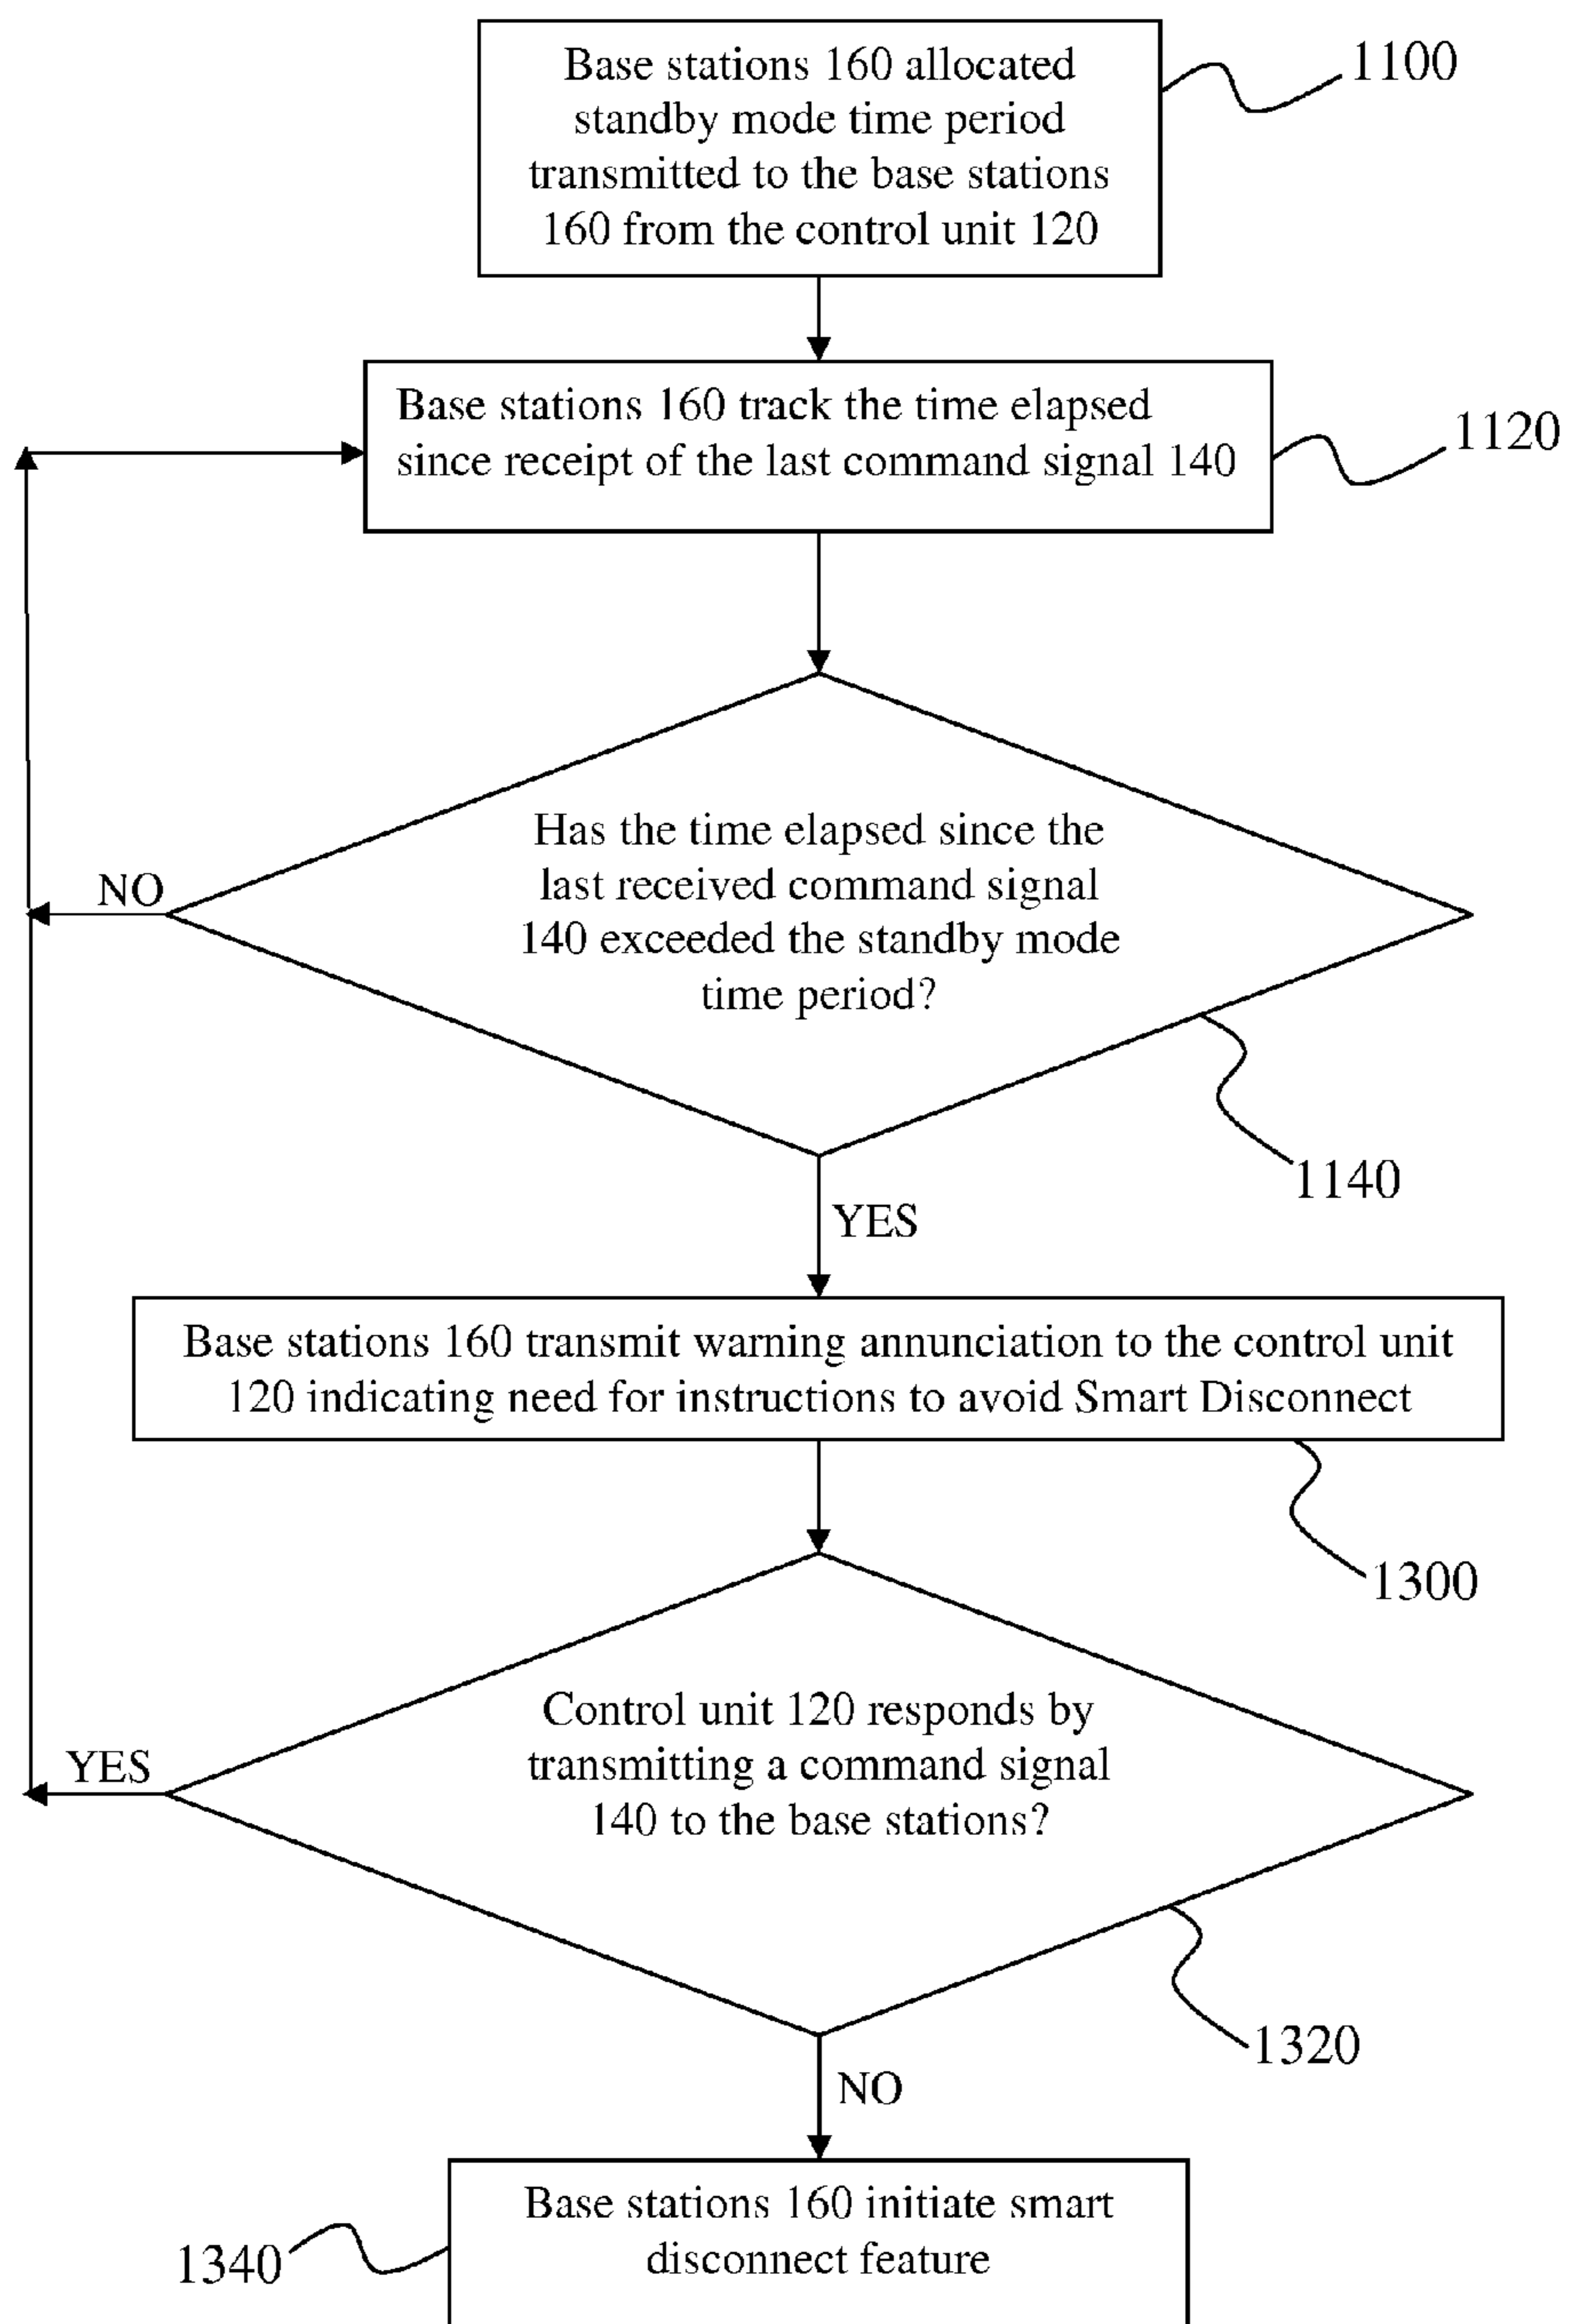 Base stations 160 allocated
standby mode time period
transmitted to the base stations
160 from the control unit 120
1100
Base stations 160 track the time elapsed
since receipt of the last command signal 140
1120
Has the time elapsed since the
last received command signal
140 exceeded the standby mode
time period?
NO
1140
YES
Base stations 160 transmit warning annunciation to the control unit
120 indicating need for instructions to avoid Smart Disconnect
1300
Control unit 120 responds by
transmitting a command signal
140 to the base stations?
YES
1320
NO
Base stations 160 initiate smart
disconnect feature
1340